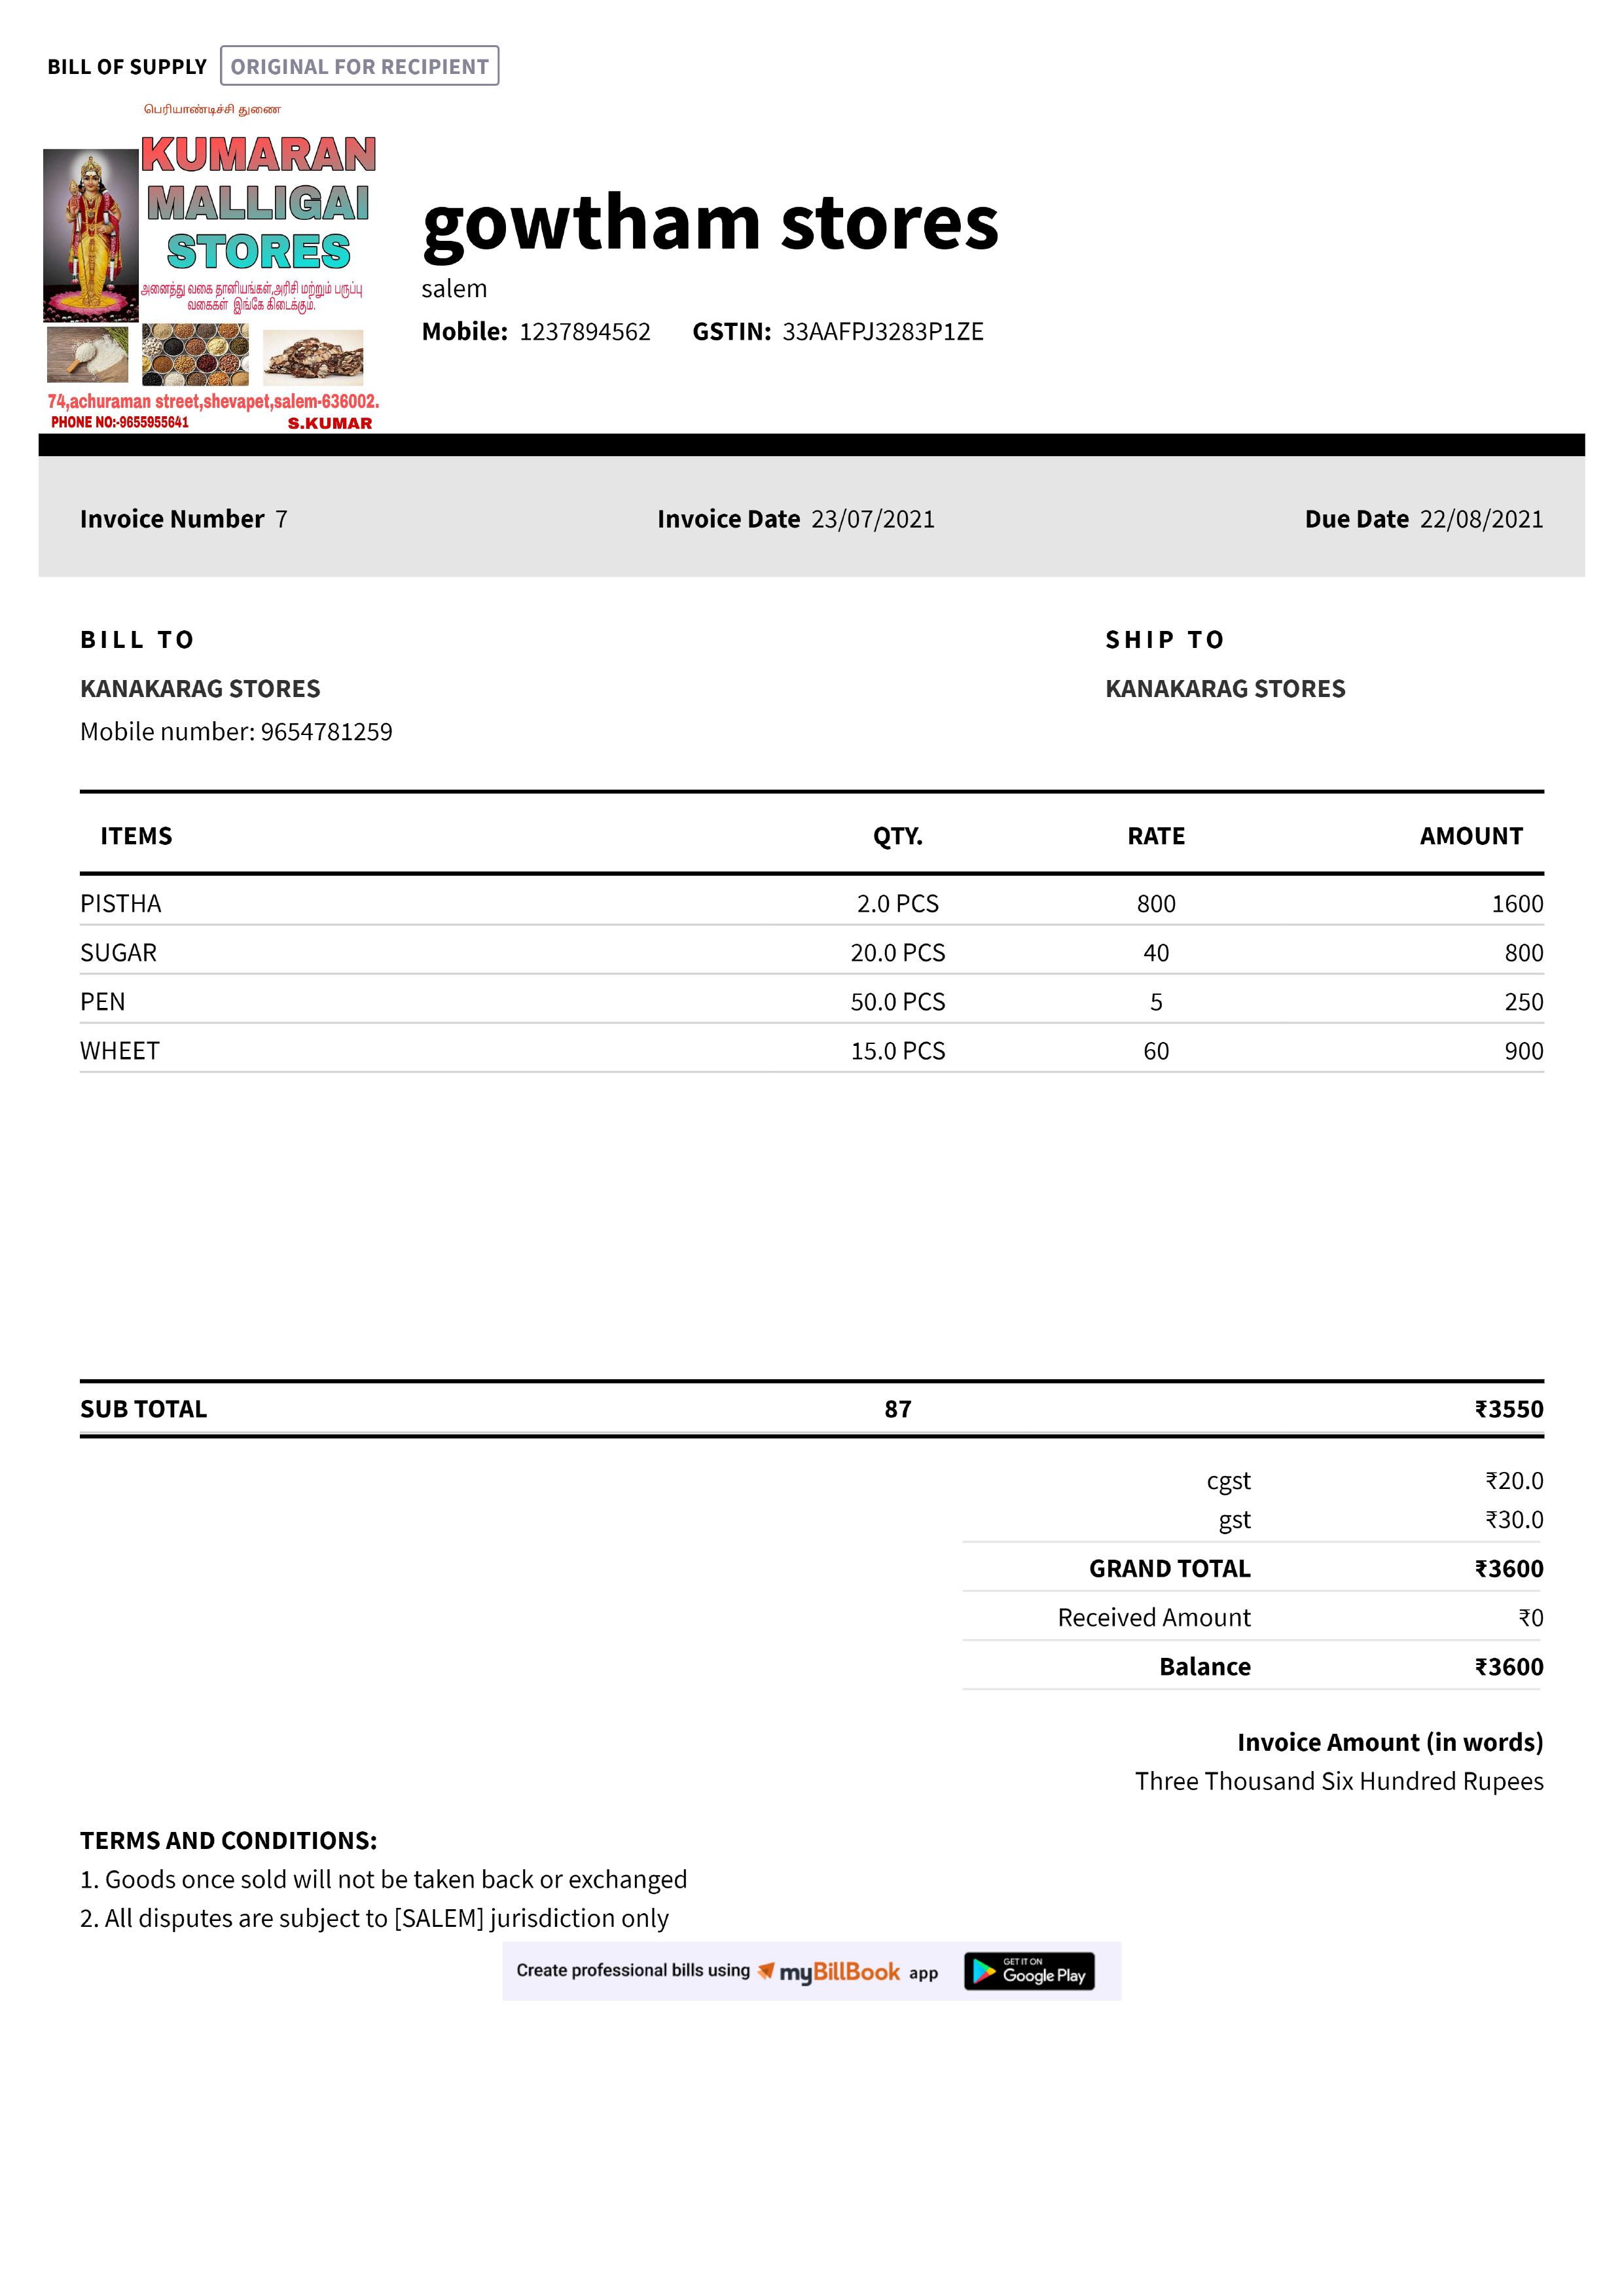 BILL OF SUPPLY ORIGINAL FOR RECIPIENT
பெரியாண்டிச்சி துணை
KUMARAN
MALLIGAI
STORES
அனைத்து வகை தானியங்கள்,அரிசி மற்றும் பருப்பு
வகைகள் இங்கே கிடைக்கும்.
74,achuraman street,shevapet,salem-636002.
PHONE NO:-9655955641 S.KUMAR
gowtham stores
salem
Mobile: 1237894562 GSTIN: 33AAFPJ3283P1ZE
Invoice Number 7 Invoice Date 23/07/2021 Due Date 22/08/2021
BILL TO SHIP TO
KANAKARAG STORES KANAKARAG STORES
Mobile number: 9654781259
ITEMS QTY. RATE AMOUNT
PISTHA 2.0 PCS 800 1600
SUGAR 20.0 PCS 40 800
PEN 50.0 PCS 5 250
WHEET 15.0 PCS 60 900
SUB TOTAL 87 ₹3550
cgst ₹20.0
gst ₹30.0
GRAND TOTAL ₹3600
Received Amount ₹0
Balance ₹3600
Invoice Amount (in words)
Three Thousand Six Hundred Rupees
TERMS AND CONDITIONS:
1. Goods once sold will not be taken back or exchanged
2. All disputes are subject to [SALEM] jurisdiction only
Create professional bills using myBillBook app GET IT ON Google Play